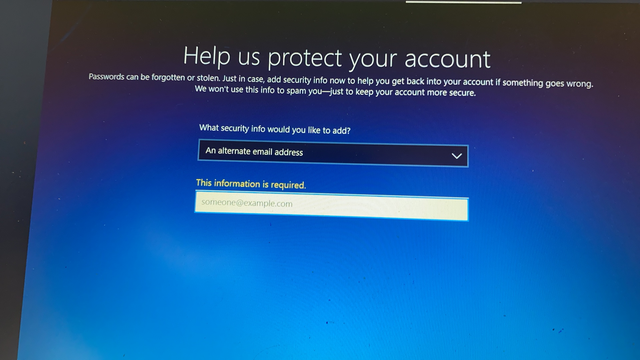 Help us protect your account
Passwords can be forgotten or stolen. Just in case, add security info now to help you get back into your account if something goes wrong.
We won't use this info to spam you—just to keep your account more secure.
What security info would you like to add?
An alternate email address
This information is required.
someone@example.com